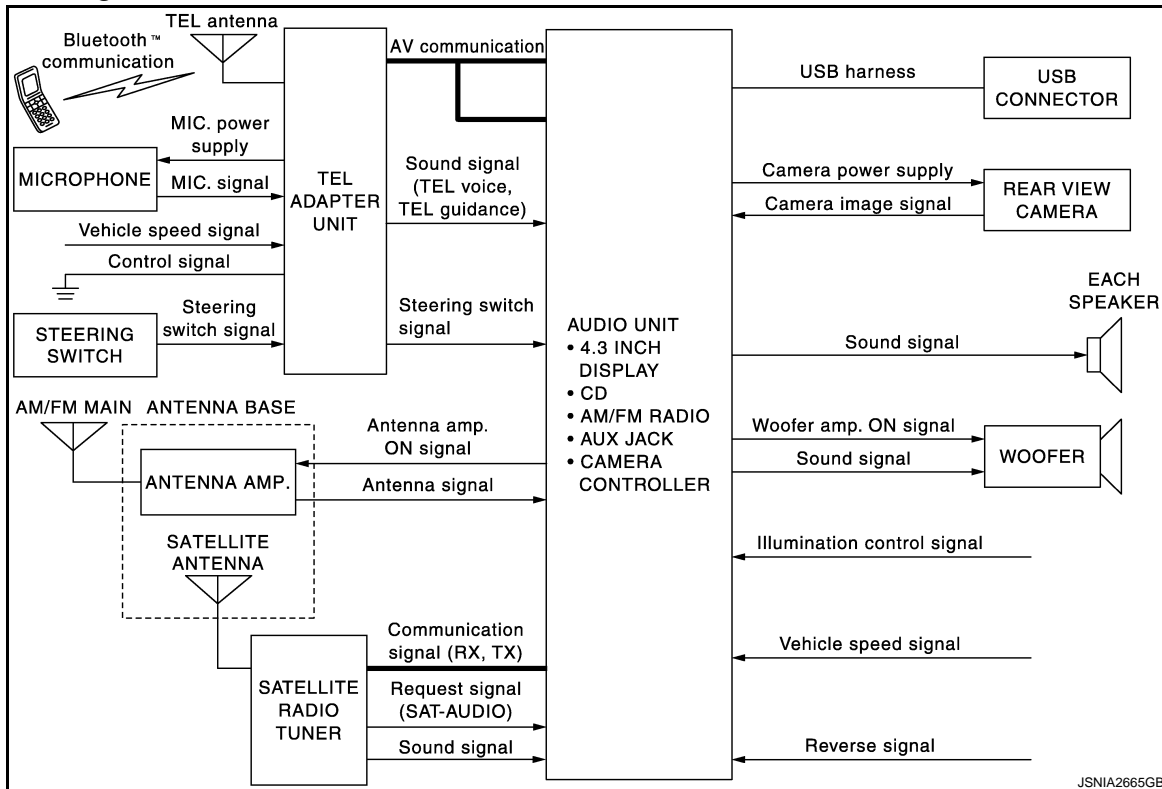 TEL antenna
Bluetooth™
communication
MIC. power
supply
MICROPHONE
MIC. signal
Vehicle speed signal
Control signal
STEERING
SWITCH
Steering
switch signal
TEL
ADAPTER
UNIT
AV communication
Sound signal
(TEL voice,
TEL guidance)
Steering switch
signal
AM/FM MAIN
ANTENNA BASE
ANTENNA AMP.
Antenna amp.
ON signal
Antenna signal
SATELLITE
ANTENNA
SATELLITE
RADIO
TUNER
Communication
signal (RX, TX)
Request signal
(SAT-AUDIO)
Sound signal
AUDIO UNIT
• 4.3 INCH
DISPLAY
• CD
• AM/FM RADIO
• AUX JACK
• CAMERA
CONTROLLER
USB harness
USB
CONNECTOR
Camera power supply
Camera image signal
REAR VIEW
CAMERA
EACH
SPEAKER
Sound signal
Woofer amp. ON signal
Sound signal
WOOFER
Illumination control signal
Vehicle speed signal
Reverse signal
JSNIA2665GB